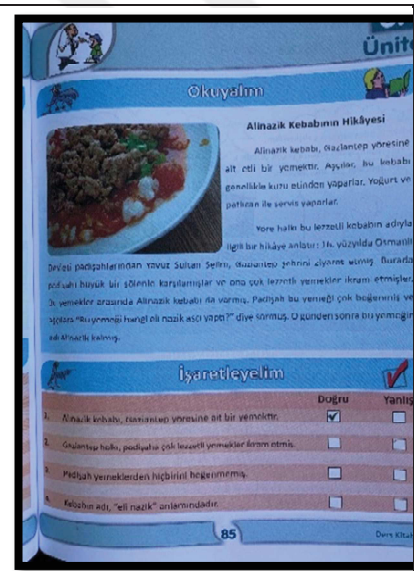 Ünite
Okuyalım
Alinazik Kebabının Hikâyesi
Alinazik kebabı, Gaziantep yöresine
ait etli bir yemektir. Aşçılar, bu kebabı
genellikle kuzu etinden yaparlar. Yoğurt ve
patlıcan ile servis yaparlar.
Yöre halkı bu lezzetli kebabın adıyla
ilgili bir hikâye anlatır: 16. yüzyılda Osmanlı
Devleti padişahlarından Yavuz Sultan Selim, Gaziantep şehrini ziyaret etmiş. Burada
padişahı büyük bir şölenle karşılamışlar ve ona çok lezzetli yemekler ikram etmişler.
Bu yemekler arasında Alinazik kebabı da varmış. Padişah bu yemeği çok beğenmiş ve
aşçılara "Bu yemeği hangi eli nazik aşçı yaptı?" diye sormuş. O günden sonra bu yemeğin
adı Alinazik kalmış.
İşaretleyelim
Doğru Yanlış
1. Alinazik kebabı, Gaziantep yöresine ait bir yemektir.
2. Gaziantep halkı, padişaha çok lezzetli yemekler ikram etmiş.
3. Padişah yemeklerden hiçbirini beğenmemiş.
4. Kebabın adı, "eli nazik" anlamındadır.
85
Ders Kitab